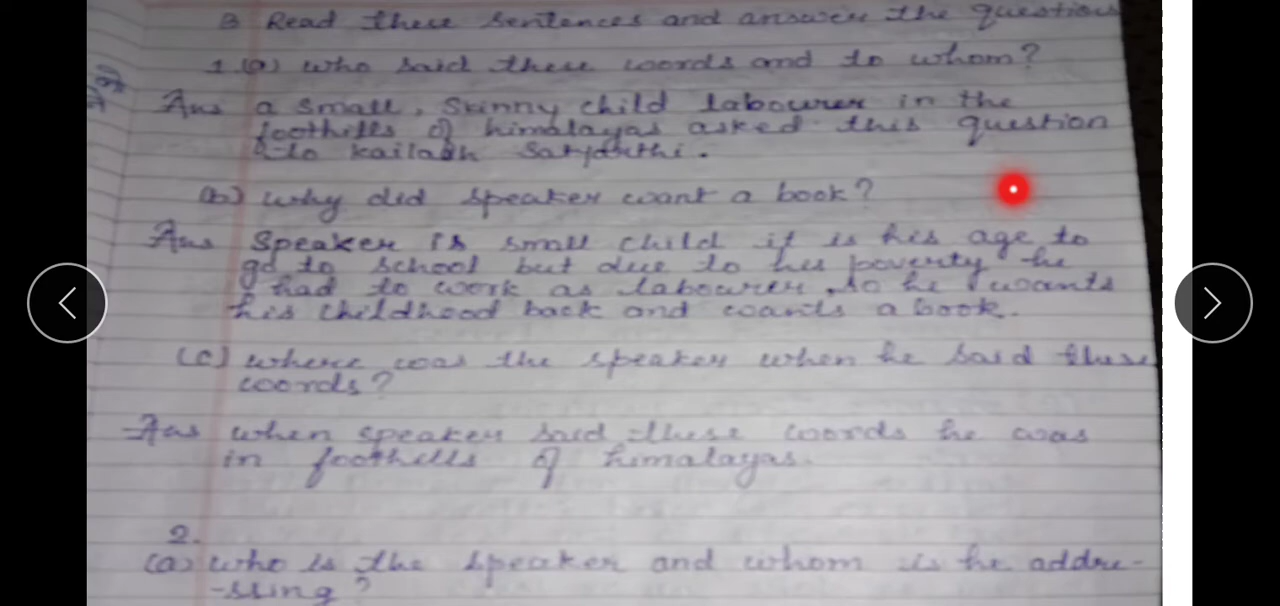 B Read these sentences and answer the question
1.(a) who said these words and to whom?
Ans a small, skinny child labourer in the
foothills of himalayas asked this question
to kailash Satyarthi.
(b) why did speaker want a book?
Ans Speaker is small child it is his age to
go to school but due to his poverty he
had to work as labourer, so he wants
his childhood back and wants a book.
(c) where was the speaker when he said these
words?
Ans when speaker said these words he was
in foothills of himalayas.
2.
(a) who is the speaker and whom is he addre-
-ssing?